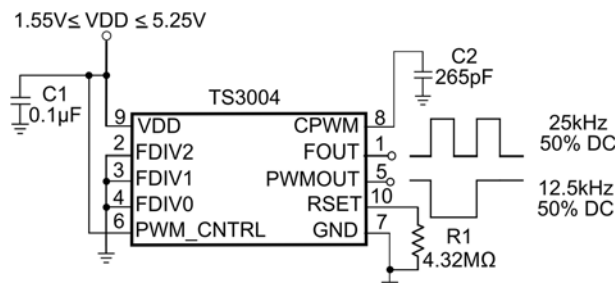 1.55V≤ VDD ≤ 5.25V
C1
0.1µF
TS3004
C2
265pF
9
VDD
2
FDIV2
3
FDIV1
4
FDIV0
6
PWM_CNTRL
CPWM
8
FOUT
1
PWMOUT
5
RSET
10
GND
7
25kHz
50% DC
12.5kHz
50% DC
R1
4.32MΩ